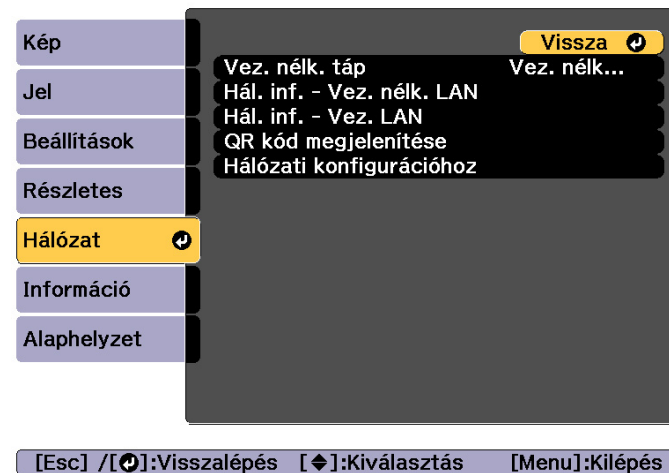 Kép
Jel
Beállítások
Részletes
Hálózat
Információ
Alaphelyzet
Vissza
Vez. nélk. táp Vez. nélk...
Hál. inf. - Vez. nélk. LAN
Hál. inf. - Vez. LAN
QR kód megjelenítése
Hálózati konfigurációhoz
[Esc] /[⏎]:Visszalépés [◆]:Kiválasztás [Menu]:Kilépés